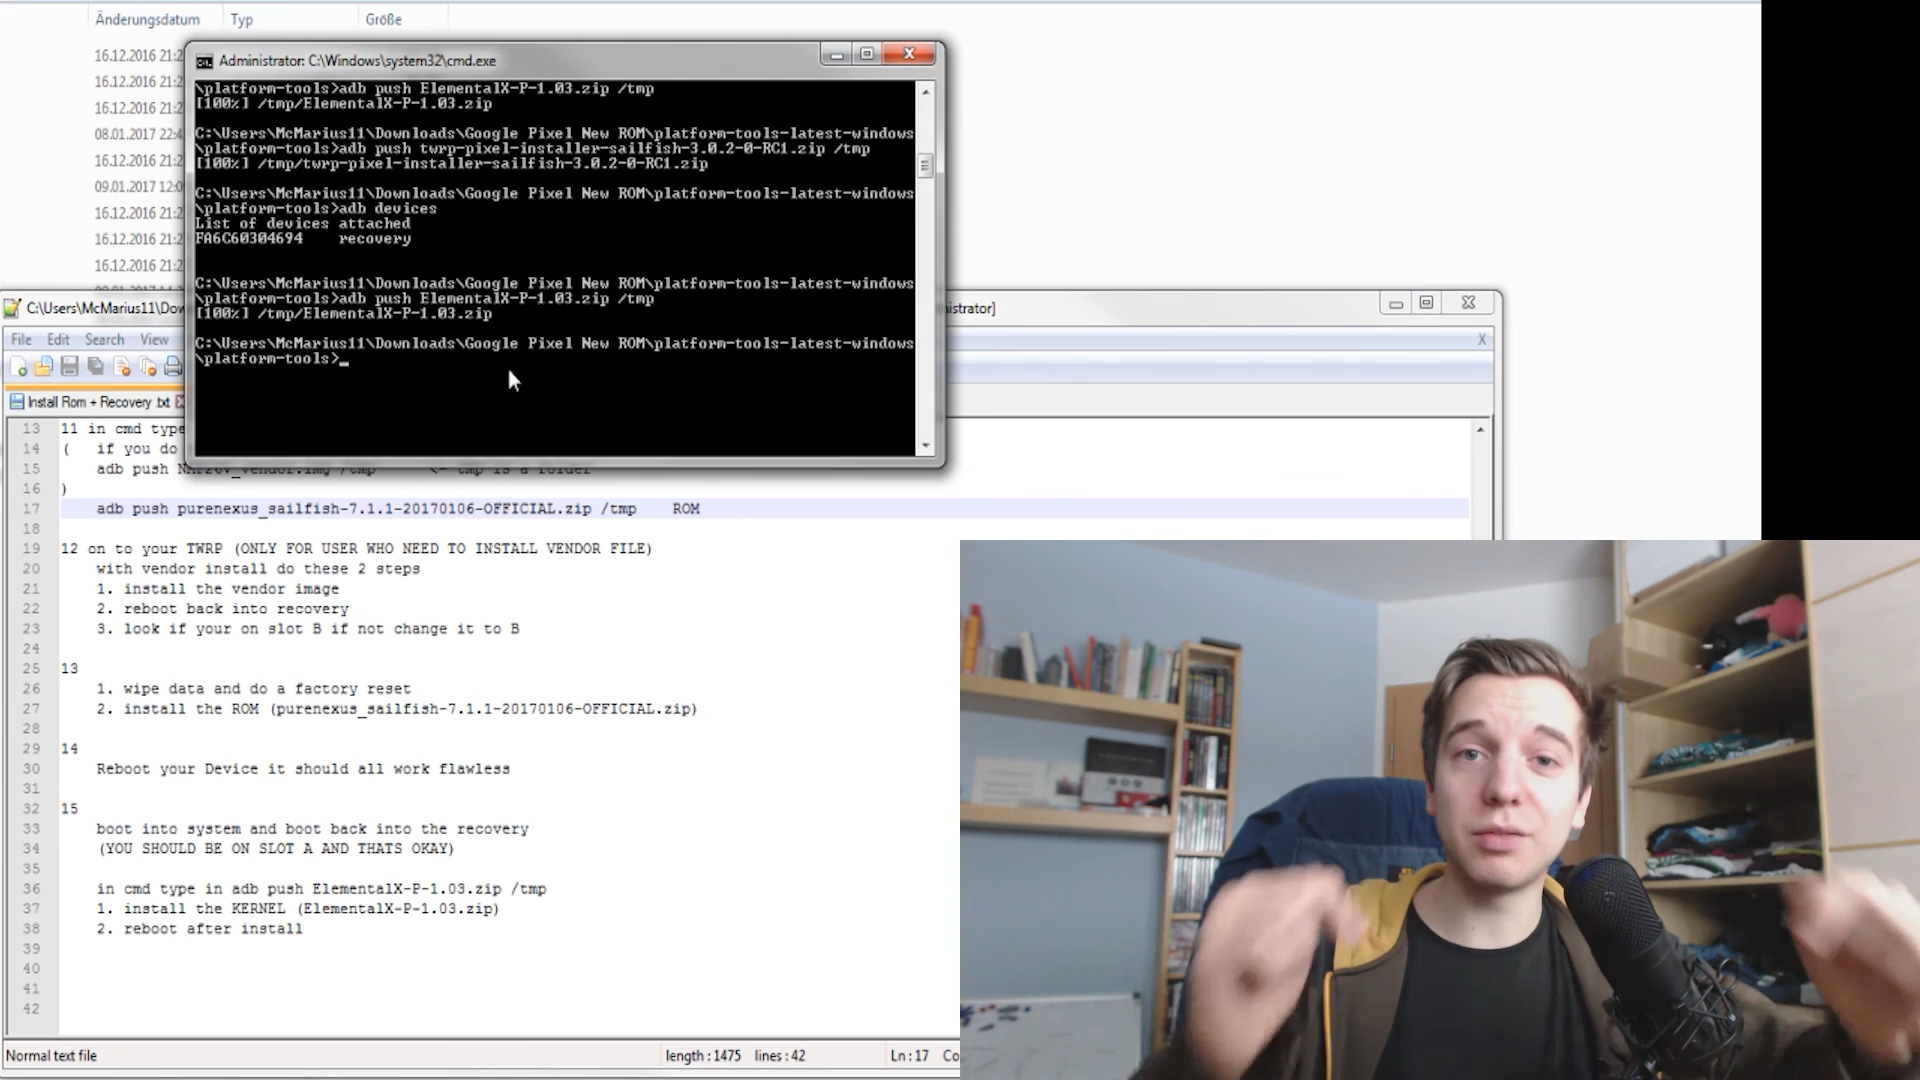 Änderungsdatum Typ Größe
16.12.2016 21:2
16.12.2016 21:2
16.12.2016 21:2
08.01.2017 22:4
16.12.2016 21:2
09.01.2017 12:0
16.12.2016 21:2
16.12.2016 21:2
16.12.2016 21:2
Administrator: C:\Windows\system32\cmd.exe
\platform-tools>adb push ElementalX-P-1.03.zip /tmp
[100%] /tmp/ElementalX-P-1.03.zip
C:\Users\McMarius11\Downloads\Google Pixel New ROM\platform-tools-latest-windows
\platform-tools>adb push twrp-pixel-installer-sailfish-3.0.2-0-RC1.zip /tmp
[100%] /tmp/twrp-pixel-installer-sailfish-3.0.2-0-RC1.zip
C:\Users\McMarius11\Downloads\Google Pixel New ROM\platform-tools-latest-windows
\platform-tools>adb devices
List of devices attached
FA6C60304694 recovery
C:\Users\McMarius11\Downloads\Google Pixel New ROM\platform-tools-latest-windows
\platform-tools>adb push ElementalX-P-1.03.zip /tmp
[100%] /tmp/ElementalX-P-1.03.zip
C:\Users\McMarius11\Downloads\Google Pixel New ROM\platform-tools-latest-windows
\platform-tools>_
C:\Users\McMarius11\Dow istrator]
File Edit Search View X
Install Rom + Recovery .txt
13 11 in cmd type
14 ( if you do
15 adb push
16 )
17 adb push purenexus_sailfish-7.1.1-20170106-OFFICIAL.zip /tmp ROM
18
19 12 on to your TWRP (ONLY FOR USER WHO NEED TO INSTALL VENDOR FILE)
20 with vendor install do these 2 steps
21 1. install the vendor image
22 2. reboot back into recovery
23 3. look if your on slot B if not change it to B
24
25 13
26 1. wipe data and do a factory reset
27 2. install the ROM (purenexus_sailfish-7.1.1-20170106-OFFICIAL.zip)
28
29 14
30 Reboot your Device it should all work flawless
31
32 15
33 boot into system and boot back into the recovery
34 (YOU SHOULD BE ON SLOT A AND THATS OKAY)
35
36 in cmd type in adb push ElementalX-P-1.03.zip /tmp
37 1. install the KERNEL (ElementalX-P-1.03.zip)
38 2. reboot after install
39
40
41
42
Normal text file length : 1475 lines : 42 Ln : 17 Co